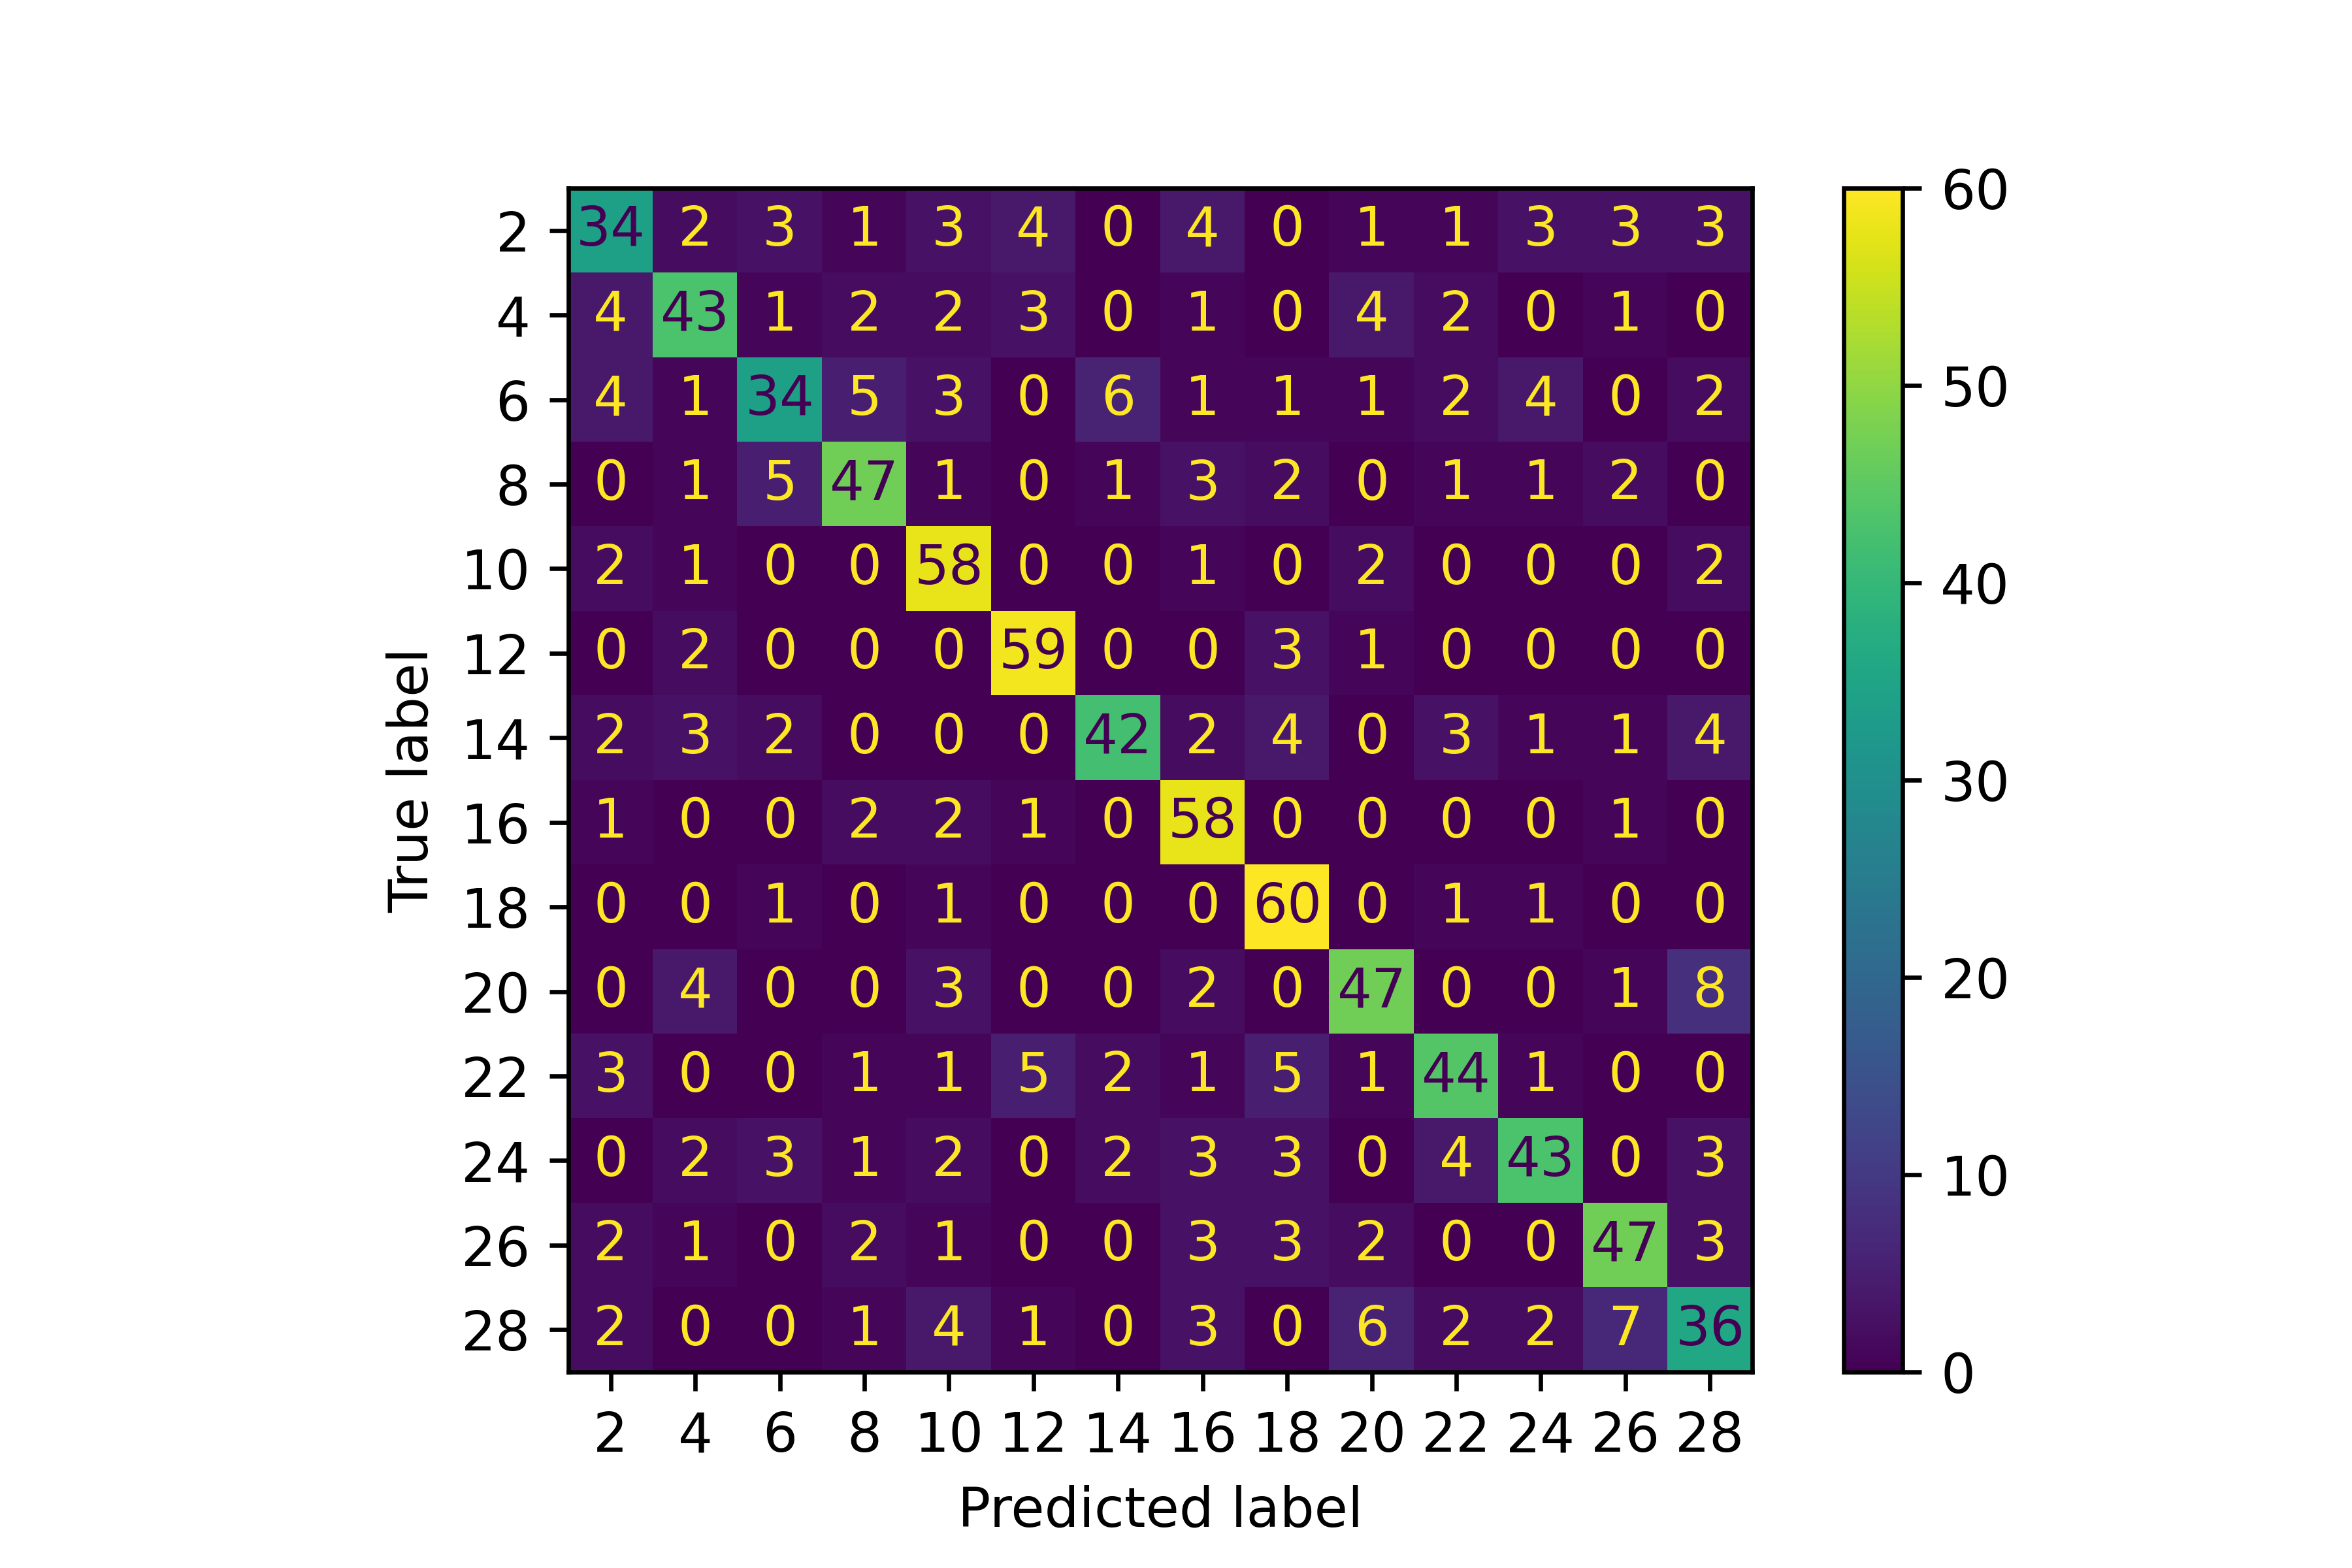 2 34 2 3 1 3 4 0 4 0 1 1 3 3 3
4 4 43 1 2 2 3 0 1 0 4 2 0 1 0
6 4 1 34 5 3 0 6 1 1 1 2 4 0 2
8 0 1 5 47 1 0 1 3 2 0 1 1 2 0
10 2 1 0 0 58 0 0 1 0 2 0 0 0 2
12 0 2 0 0 0 59 0 0 3 1 0 0 0 0
14 2 3 2 0 0 0 42 2 4 0 3 1 1 4
16 1 0 0 2 2 1 0 58 0 0 0 0 1 0
18 0 0 1 0 1 0 0 0 60 0 1 1 0 0
20 0 4 0 0 3 0 0 2 0 47 0 0 1 8
22 3 0 0 1 1 5 2 1 5 1 44 1 0 0
24 0 2 3 1 2 0 2 3 3 0 4 43 0 3
26 2 1 0 2 1 0 0 3 3 2 0 0 47 3
28 2 0 0 1 4 1 0 3 0 6 2 2 7 36
2 4 6 8 10 12 14 16 18 20 22 24 26 28
Predicted label
True label
60
50
40
30
20
10
0